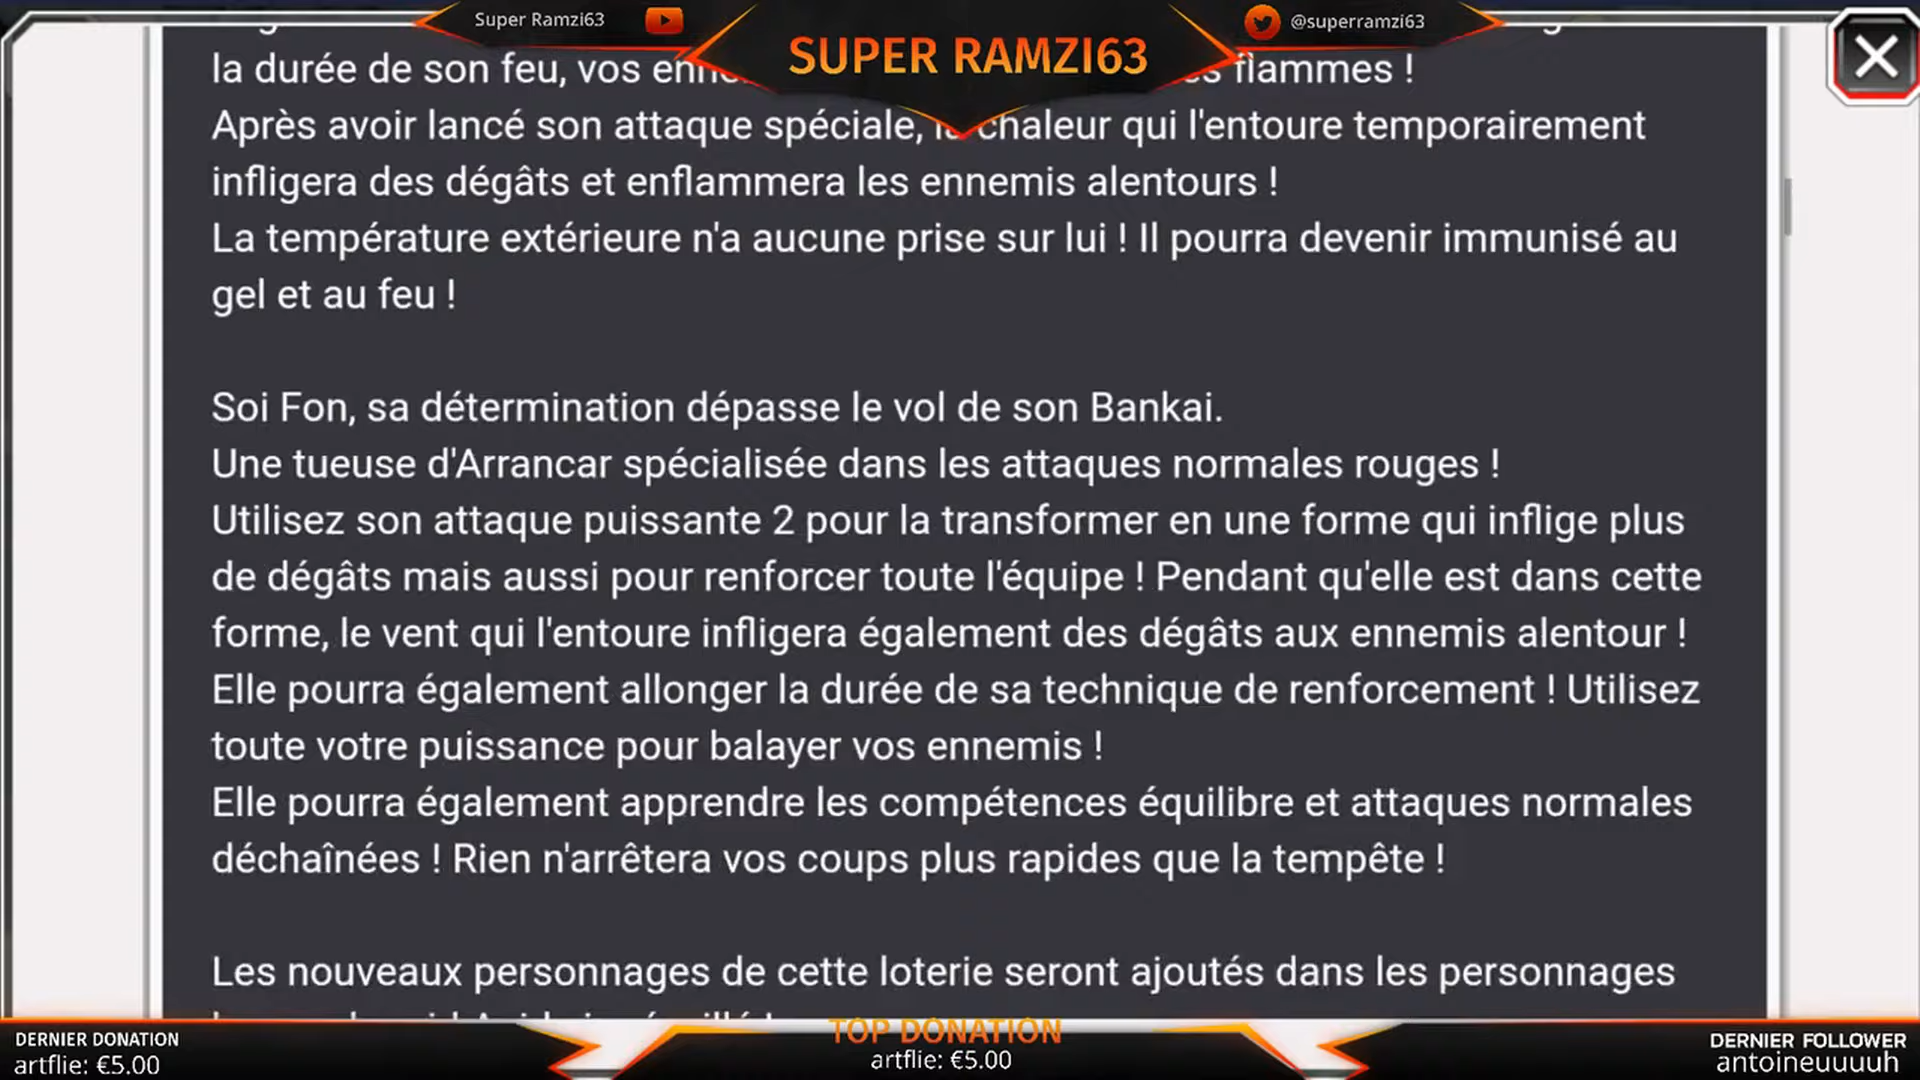 Super Ramzi63
SUPER RAMZI63
@superramzi63
la durée de son feu, vos flammes !
Après avoir lancé son attaque spéciale, la chaleur qui l'entoure temporairement
infligera des dégâts et enflammera les ennemis alentours !
La température extérieure n'a aucune prise sur lui ! Il pourra devenir immunisé au
gel et au feu !
Soi Fon, sa détermination dépasse le vol de son Bankai.
Une tueuse d'Arrancar spécialisée dans les attaques normales rouges !
Utilisez son attaque puissante 2 pour la transformer en une forme qui inflige plus
de dégâts mais aussi pour renforcer toute l'équipe ! Pendant qu'elle est dans cette
forme, le vent qui l'entoure infligera également des dégâts aux ennemis alentour !
Elle pourra également allonger la durée de sa technique de renforcement ! Utilisez
toute votre puissance pour balayer vos ennemis !
Elle pourra également apprendre les compétences équilibre et attaques normales
déchaînées ! Rien n'arrêtera vos coups plus rapides que la tempête !
Les nouveaux personnages de cette loterie seront ajoutés dans les personnages
DERNIER DONATION
artflie: €5.00
TOP DONATION
artflie: €5.00
DERNIER FOLLOWER
antoineuuuuh